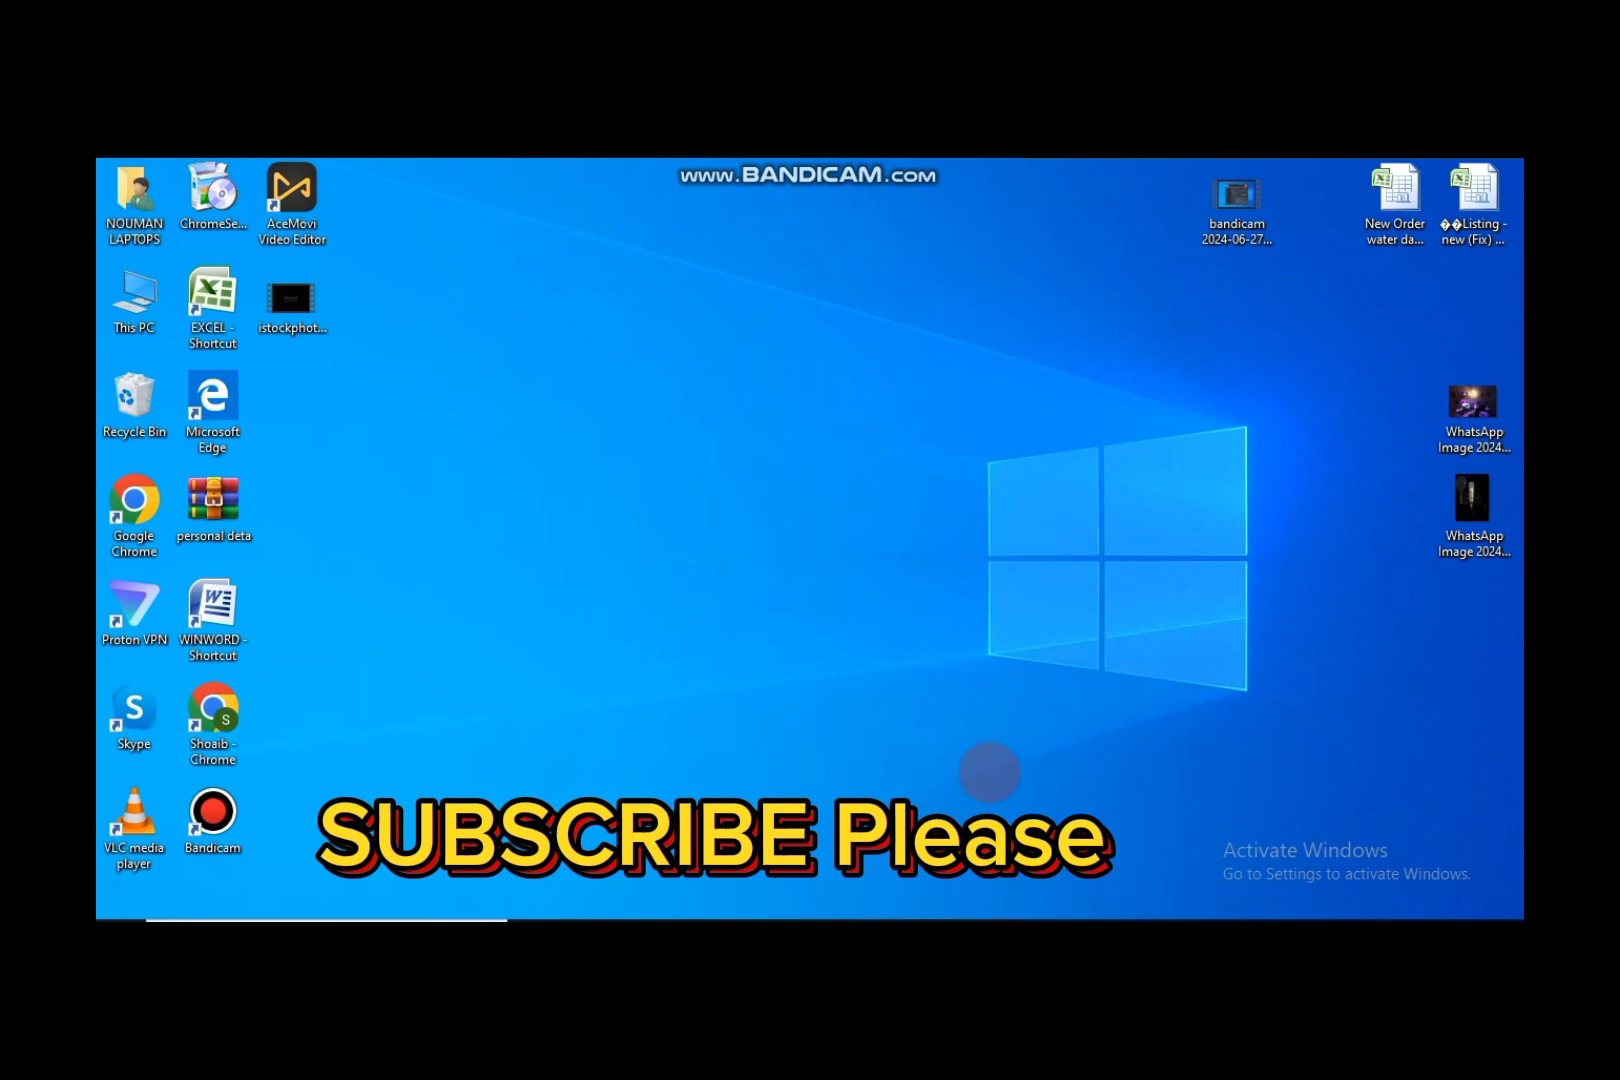 www.BANDICAM.com
NOUMAN
LAPTOPS
ChromeSe...
AceMovi
Video Editor
bandicam
2024-06-27...
New Order
water da...
��Listing -
new (Fix) ...
This PC
EXCEL -
Shortcut
istockphot...
Recycle Bin
Microsoft
Edge
WhatsApp
Image 2024...
Google
Chrome
personal deta
WhatsApp
Image 2024...
Proton VPN
WINWORD -
Shortcut
Skype
Shoaib -
Chrome
VLC media
player
Bandicam
SUBSCRIBE Please
Activate Windows
Go to Settings to activate Windows.